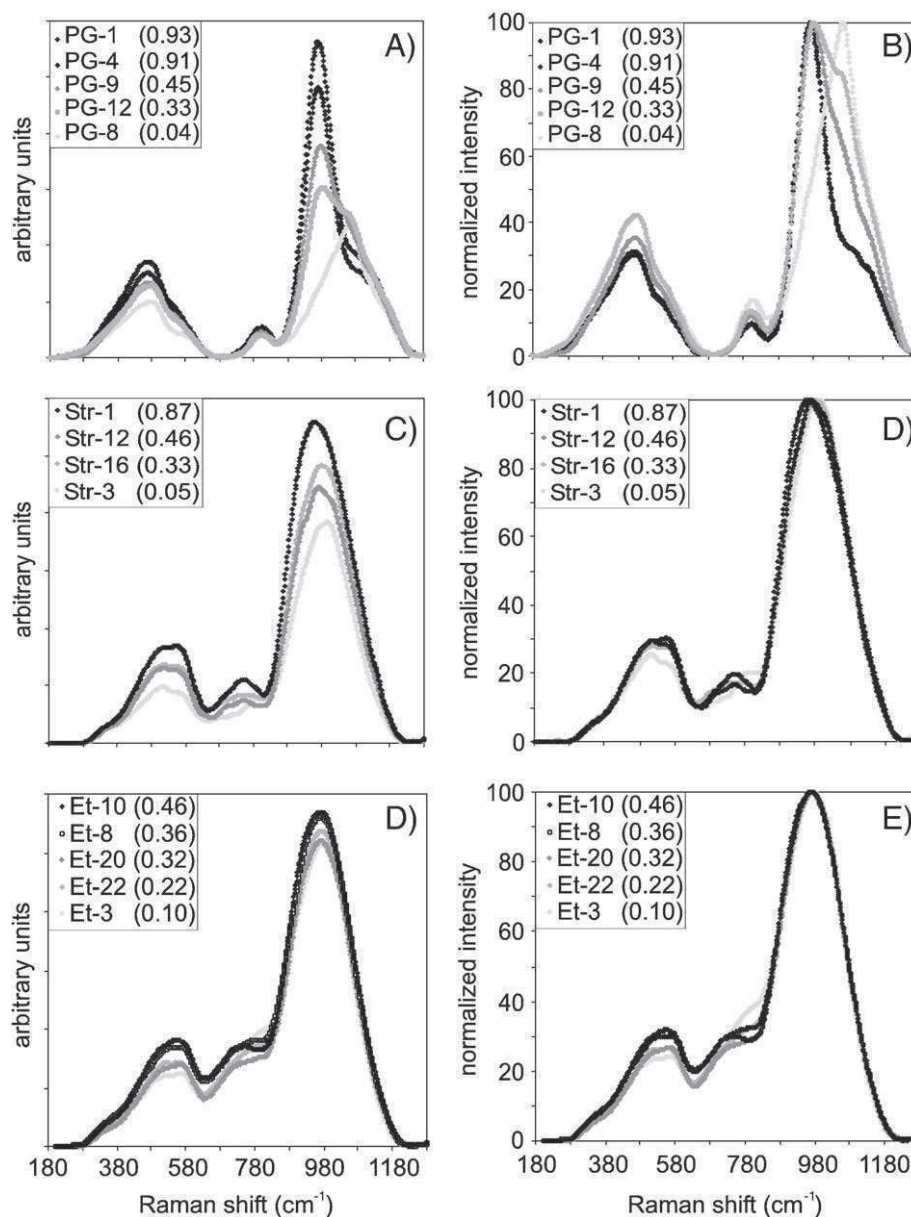 PG-1 (0.93)
PG-4 (0.91)
PG-9 (0.45)
PG-12 (0.33)
PG-8 (0.04)
A)
arbitrary units
PG-1 (0.93)
PG-4 (0.91)
PG-9 (0.45)
PG-12 (0.33)
PG-8 (0.04)
B)
normalized intensity
100
80
60
40
20
0
Str-1 (0.87)
Str-12 (0.46)
Str-16 (0.33)
Str-3 (0.05)
C)
arbitrary units
Str-1 (0.87)
Str-12 (0.46)
Str-16 (0.33)
Str-3 (0.05)
D)
normalized intensity
100
80
60
40
20
0
Et-10 (0.46)
Et-8 (0.36)
Et-20 (0.32)
Et-22 (0.22)
Et-3 (0.10)
D)
arbitrary units
180 380 580 780 980 1180
Raman shift (cm⁻¹)
Et-10 (0.46)
Et-8 (0.36)
Et-20 (0.32)
Et-22 (0.22)
Et-3 (0.10)
E)
normalized intensity
100
80
60
40
20
0
180 380 580 780 980 1180
Raman shift (cm⁻¹)